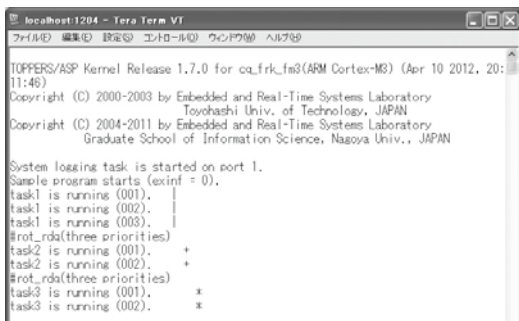 localhost:1204 - Tera Term VT
ファイル(F) 編集(E) 設定(S) コントロール(O) ウィンドウ(W) ヘルプ(H)
TOPPERS/ASP Kernel Release 1.7.0 for cq_frk_fm3(ARM Cortex-M3) (Apr 10 2012, 20:
11:46)
Copyright (C) 2000-2003 by Embedded and Real-Time Systems Laboratory
Toyohashi Univ. of Technology, JAPAN
Copyright (C) 2004-2011 by Embedded and Real-Time Systems Laboratory
Graduate School of Information Science, Nagoya Univ., JAPAN
System logging task is started on port 1.
Sample program starts (exinf = 0).
task1 is running (001).   |
task1 is running (002).   |
task1 is running (003).   |
#rot_rdq(three priorities)
task2 is running (001).     +
task2 is running (002).     +
#rot_rdq(three priorities)
task3 is running (001).       *
task3 is running (002).       *